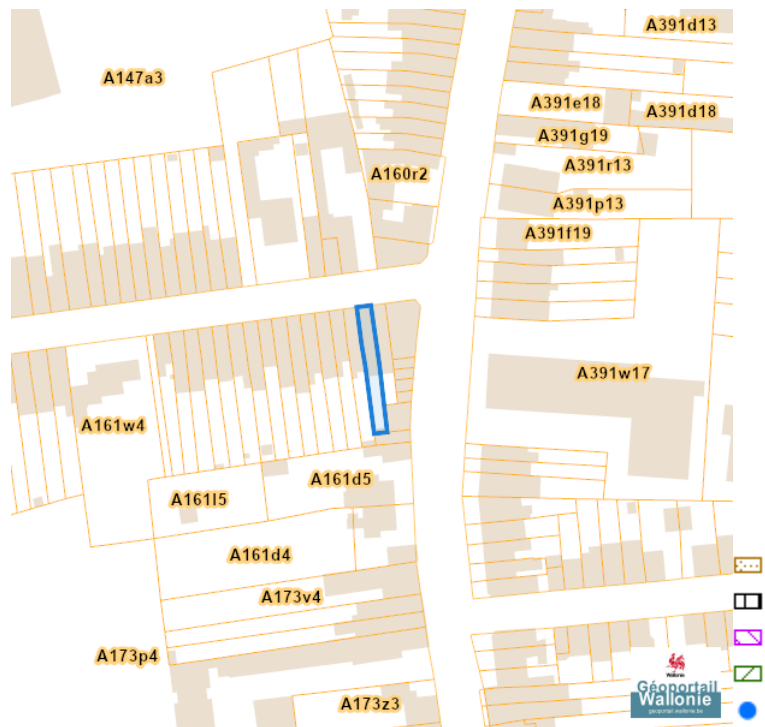 A391d13
A147a3
A391e18
A391d18
A391g19
A160r2
A391r13
A391p13
A391f19
A391w17
A161w4
A161d5
A161l5
A161d4
A173v4
A173p4
A173z3
Wallonie
Géoportail
Wallonie
geoportail.wallonie.be